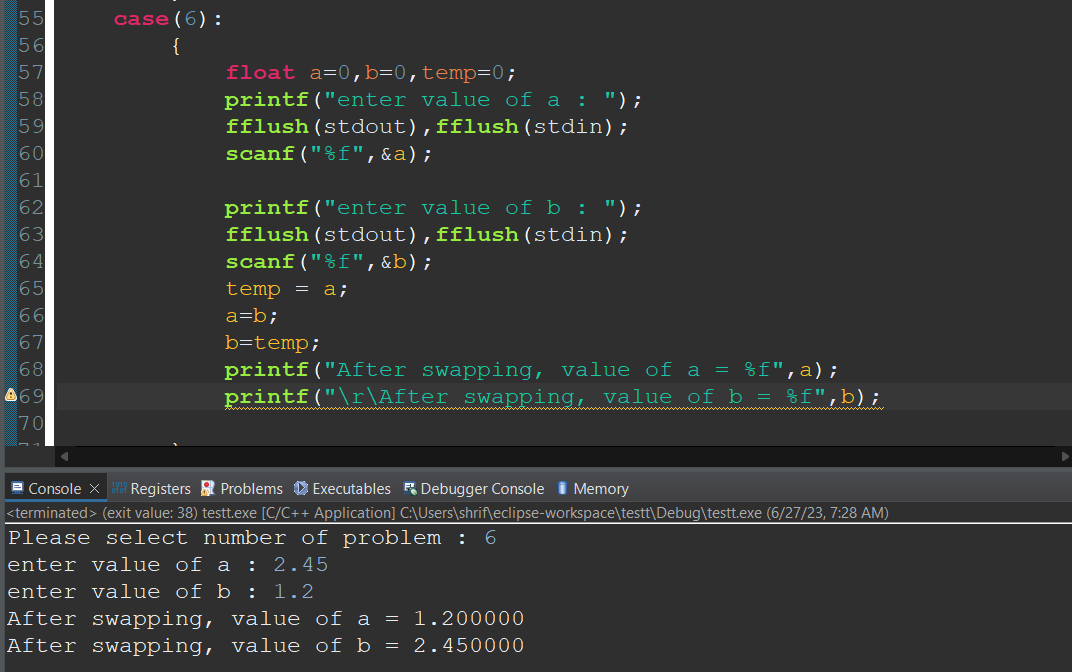 55 case(6):
56 {
57 float a=0,b=0,temp=0;
58 printf("enter value of a : ");
59 fflush(stdout),fflush(stdin);
60 scanf("%f",&a);
61
62 printf("enter value of b : ");
63 fflush(stdout),fflush(stdin);
64 scanf("%f",&b);
65 temp = a;
66 a=b;
67 b=temp;
68 printf("After swapping, value of a = %f",a);
69 printf("\r\After swapping, value of b = %f",b);
70
Console Registers Problems Executables Debugger Console Memory
<terminated> (exit value: 38) testt.exe [C/C++ Application] C:\Users\shrif\eclipse-workspace\testt\Debug\testt.exe (6/27/23, 7:28 AM)
Please select number of problem : 6
enter value of a : 2.45
enter value of b : 1.2
After swapping, value of a = 1.200000
After swapping, value of b = 2.450000